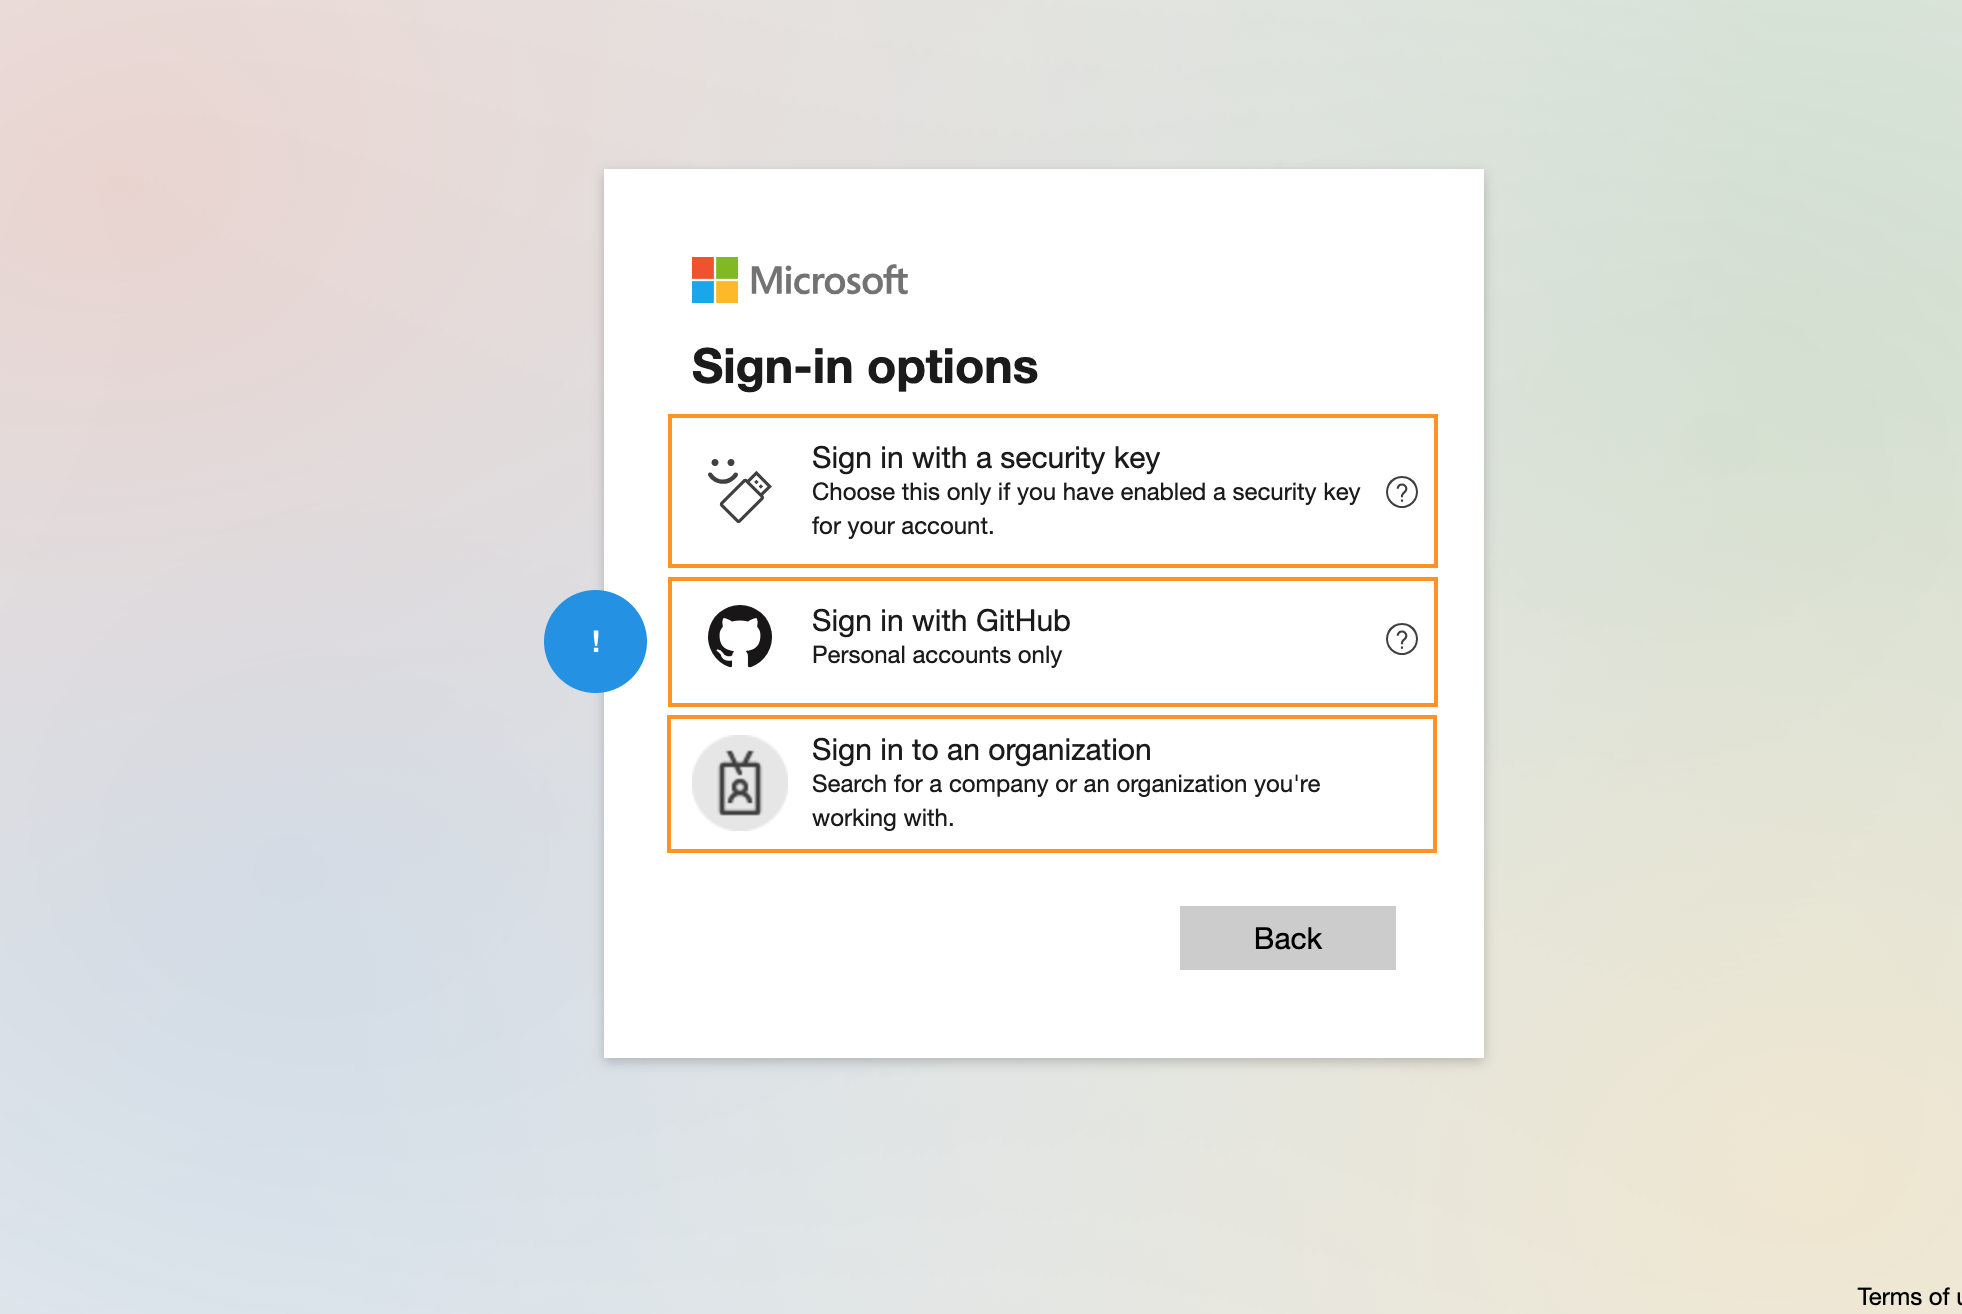 Microsoft
Sign-in options
Sign in with a security key
Choose this only if you have enabled a security key
for your account.
?
!
Sign in with GitHub
Personal accounts only
?
Sign in to an organization
Search for a company or an organization you're
working with.
Back
Terms of